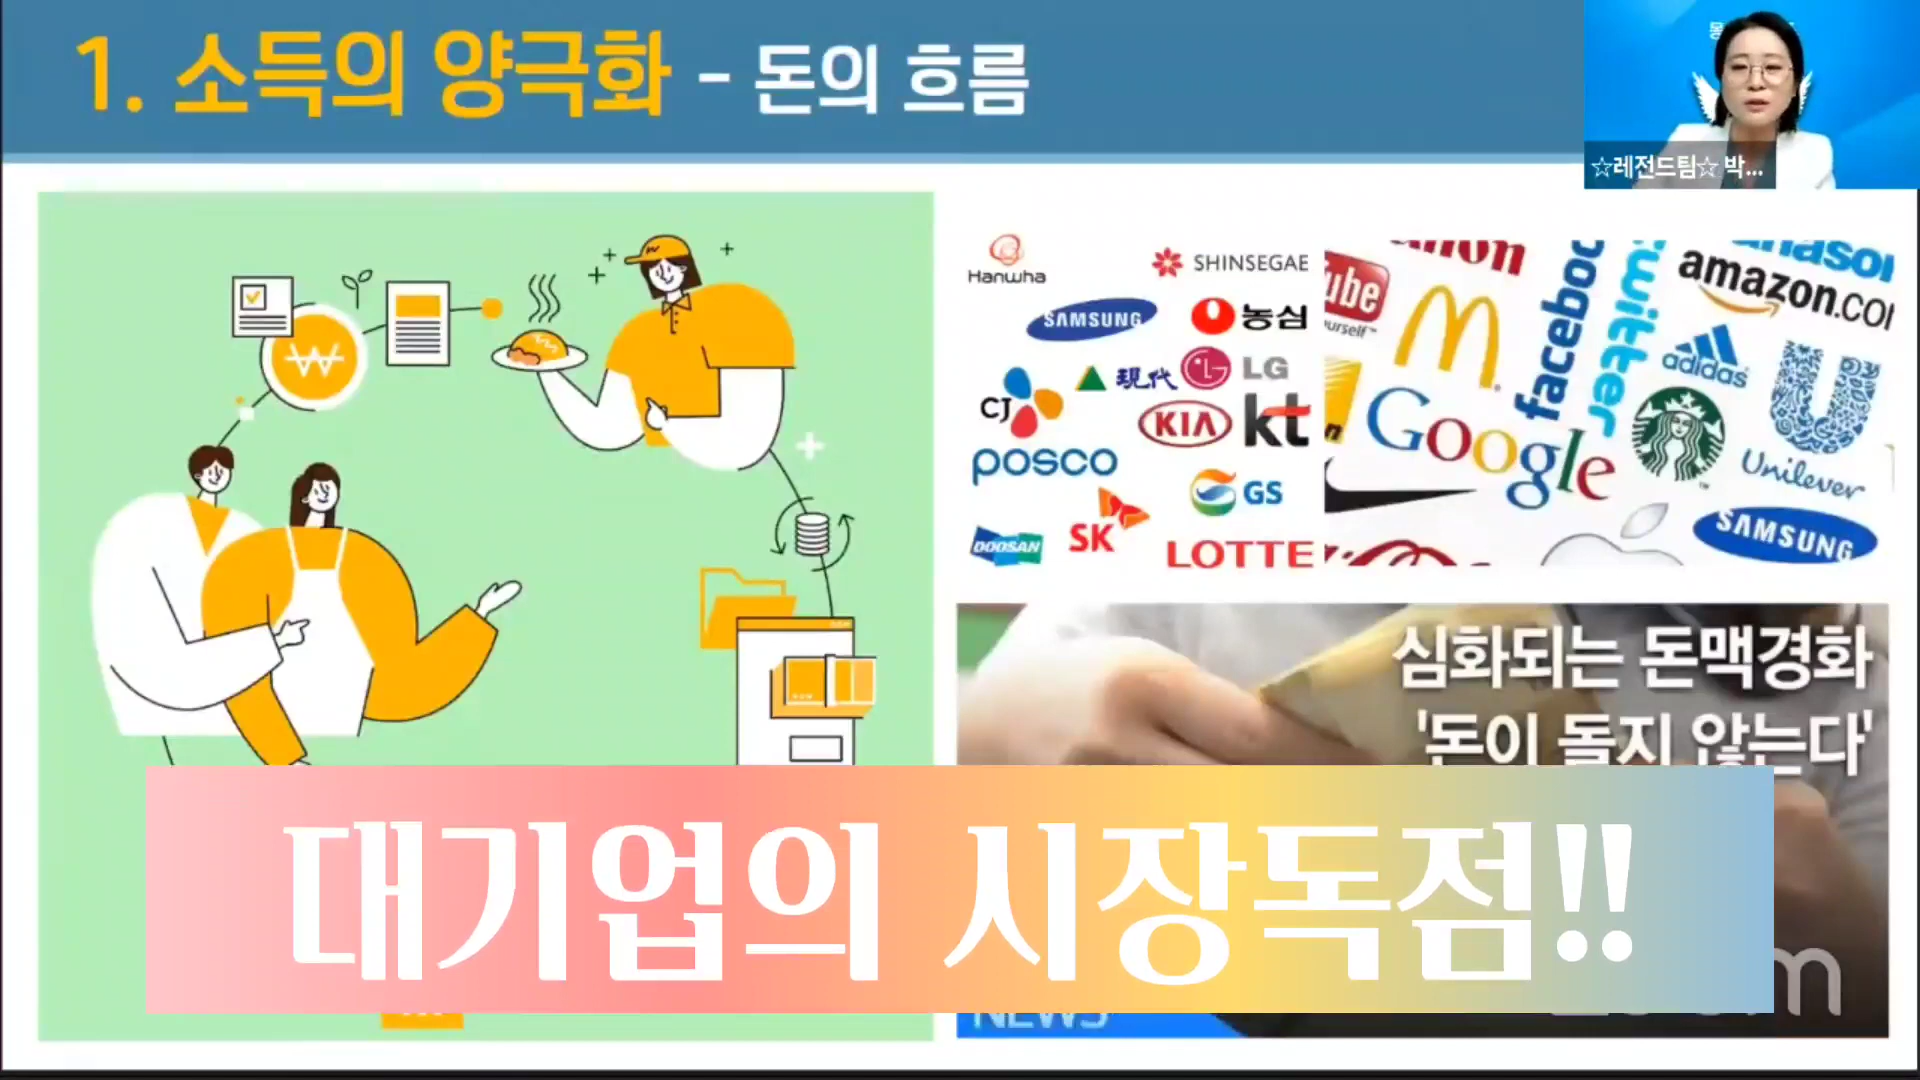 1. 소득의 양극화 - 돈의 흐름
☆레전드팀☆ 박...
Hanwha
SHINSEGAE
SAMSUNG
농심
現代
LG
CJ
KIA
kt
posco
GS
DOOSAN
SK
LOTTE
facebo
twitter
amazon.co
adidas
Google
Unilever
SAMSUNG
심화되는 돈맥경화
'돈이 돌지 않는다'
대기업의 시장독점!!
NEWS